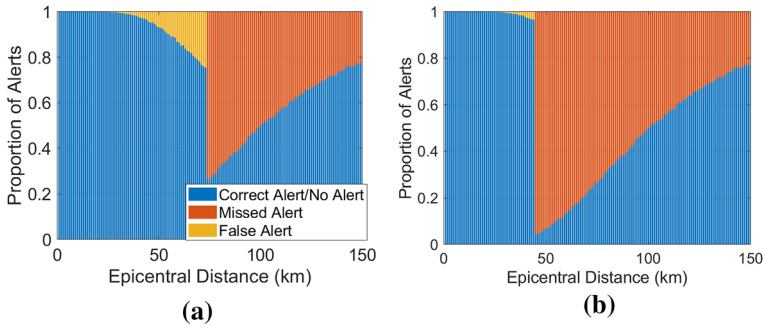 1
0.8
0.6
0.4
0.2
0
Proportion of Alerts
0
50
100
150
Epicentral Distance (km)
Correct Alert/No Alert
Missed Alert
False Alert
(a)
1
0.8
0.6
0.4
0.2
0
Proportion of Alerts
0
50
100
150
Epicentral Distance (km)
(b)